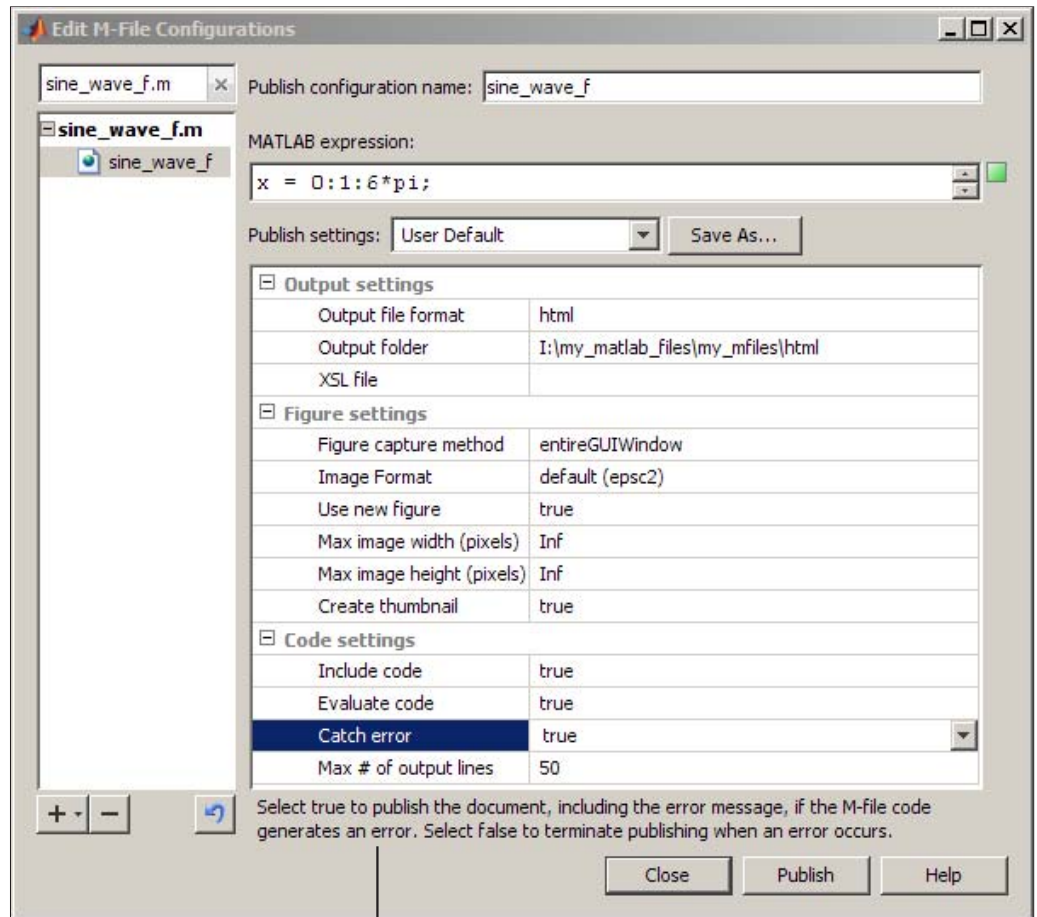 Edit M-File Configurations
sine_wave_f.m
Publish configuration name: sine_wave_f
sine_wave_f.m
sine_wave_f
MATLAB expression:
x = 0:1:6*pi;
Publish settings: User Default Save As...
Output settings
Output file format html
Output folder I:\my_matlab_files\my_mfiles\html
XSL file
Figure settings
Figure capture method entireGUIWindow
Image Format default (epsc2)
Use new figure true
Max image width (pixels) Inf
Max image height (pixels) Inf
Create thumbnail true
Code settings
Include code true
Evaluate code true
Catch error true
Max # of output lines 50
Select true to publish the document, including the error message, if the M-file code
generates an error. Select false to terminate publishing when an error occurs.
Close Publish Help